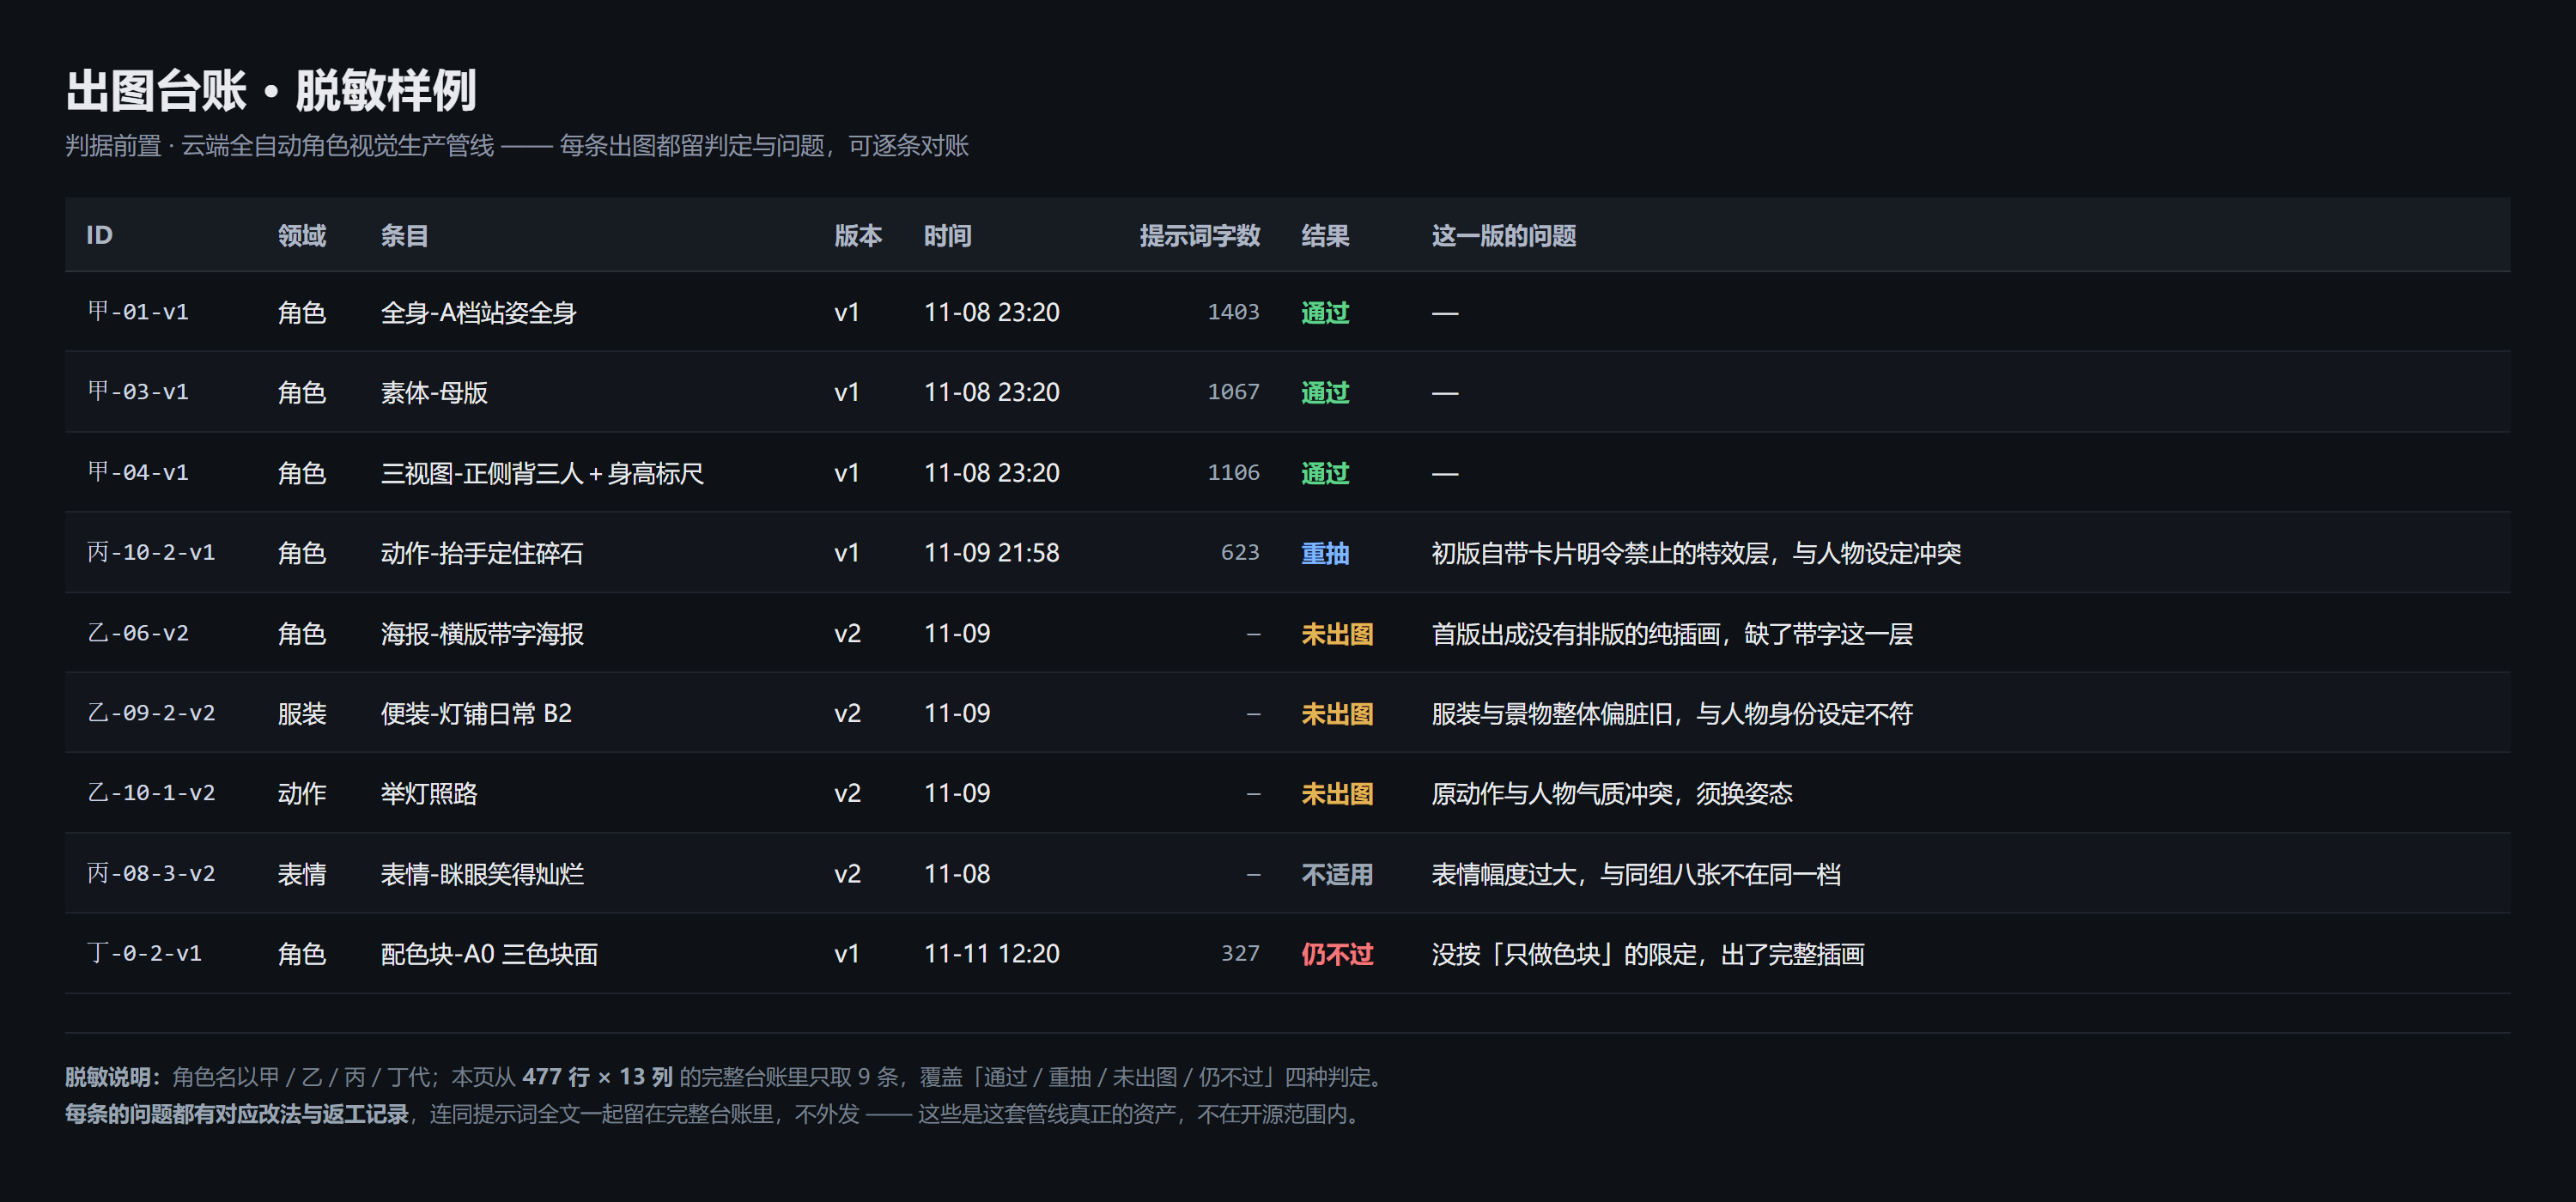 出图台账 · 脱敏样例
判据前置 · 云端全自动角色视觉生产管线 —— 每条出图都留判定与问题，可逐条对账
ID 领域 条目 版本 时间 提示词字数 结果 这一版的问题
甲-01-v1 角色 全身-A档站姿全身 v1 11-08 23:20 1403 通过 —
甲-03-v1 角色 素体-母版 v1 11-08 23:20 1067 通过 —
甲-04-v1 角色 三视图-正侧背三人＋身高标尺 v1 11-08 23:20 1106 通过 —
丙-10-2-v1 角色 动作-抬手定住碎石 v1 11-09 21:58 623 重抽 初版自带卡片明令禁止的特效层，与人物设定冲突
乙-06-v2 角色 海报-横版带字海报 v2 11-09 – 未出图 首版出成没有排版的纯插画，缺了带字这一层
乙-09-2-v2 服装 便装-灯铺日常 B2 v2 11-09 – 未出图 服装与景物整体偏脏旧，与人物身份设定不符
乙-10-1-v2 动作 举灯照路 v2 11-09 – 未出图 原动作与人物气质冲突，须换姿态
丙-08-3-v2 表情 表情-眯眼笑得灿烂 v2 11-08 – 不适用 表情幅度过大，与同组八张不在同一档
丁-0-2-v1 角色 配色块-A0 三色块面 v1 11-11 12:20 327 仍不过 没按「只做色块」的限定，出了完整插画
脱敏说明：角色名以甲 / 乙 / 丙 / 丁代；本页从 477 行 × 13 列 的完整台账里只取 9 条，覆盖「通过 / 重抽 / 未出图 / 仍不过」四种判定。
每条的问题都有对应改法与返工记录，连同提示词全文一起留在完整台账里，不外发 —— 这些是这套管线真正的资产，不在开源范围内。